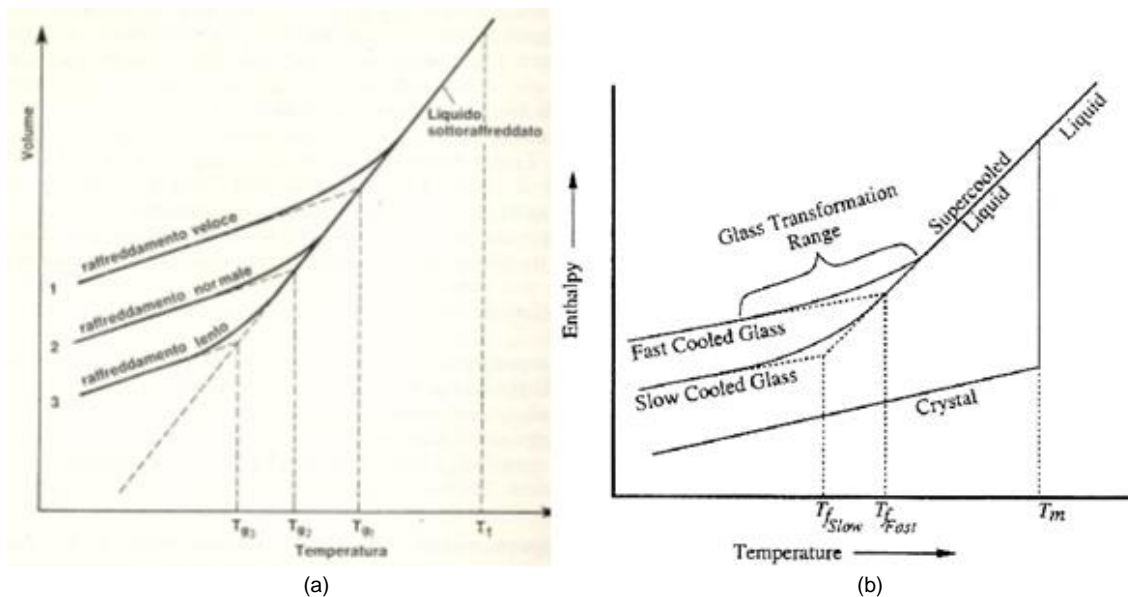 Volume
Liquido
sottoraffreddato
raffreddamento veloce
1
raffreddamento normale
2
raffreddamento lento
3
Tg3
Tg2
Tg1
Tf
Temperatura
(a)
Enthalpy
Liquid
Supercooled
Liquid
Glass Transformation
Range
Fast Cooled Glass
Slow Cooled Glass
Crystal
Tf Slow
Tf Fast
Tm
Temperature
(b)